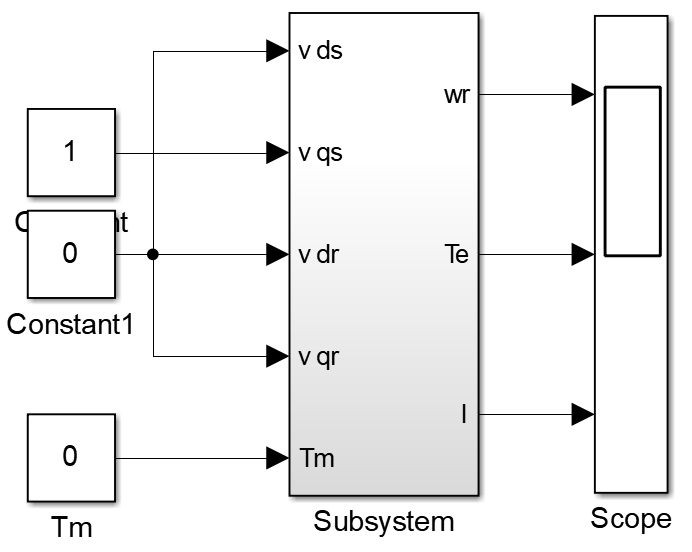 v ds
wr
1
v qs
0
v dr
Te
Constant1
v qr
0
I
Tm
Tm
Subsystem
Scope